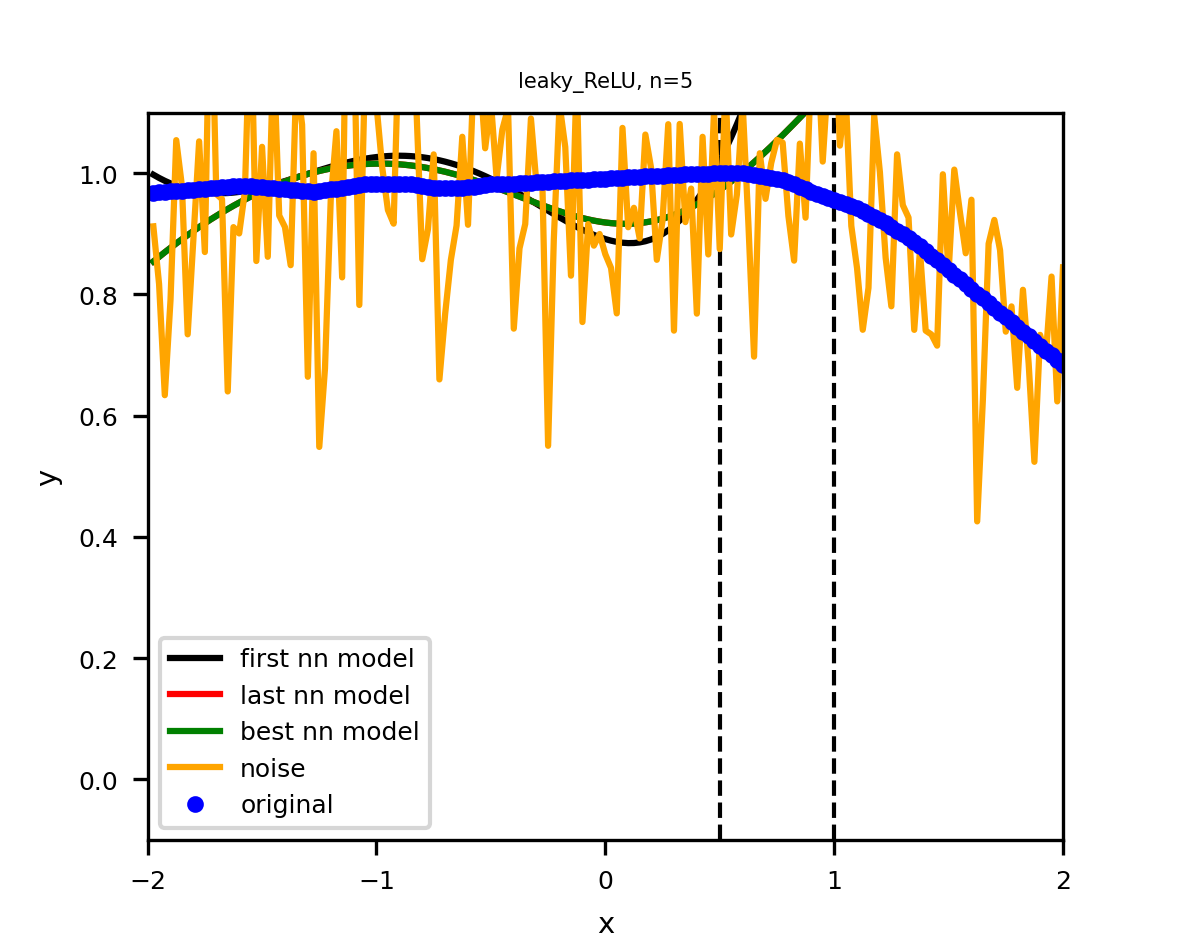 leaky_ReLU, n=5
y
1.0
0.8
0.6
0.4
0.2
0.0
first nn model
last nn model
best nn model
noise
original
−2
−1
0
1
2
x